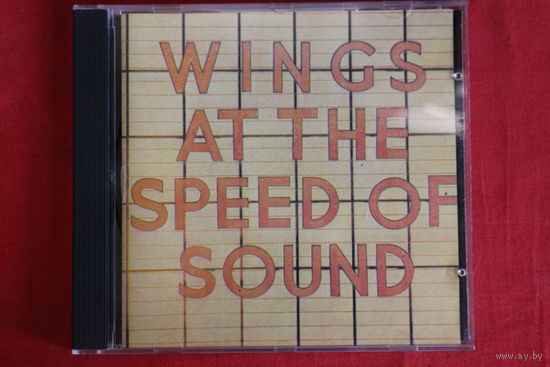 WINGS
AT THE
SPEED OF
SOUND
www.ay.by